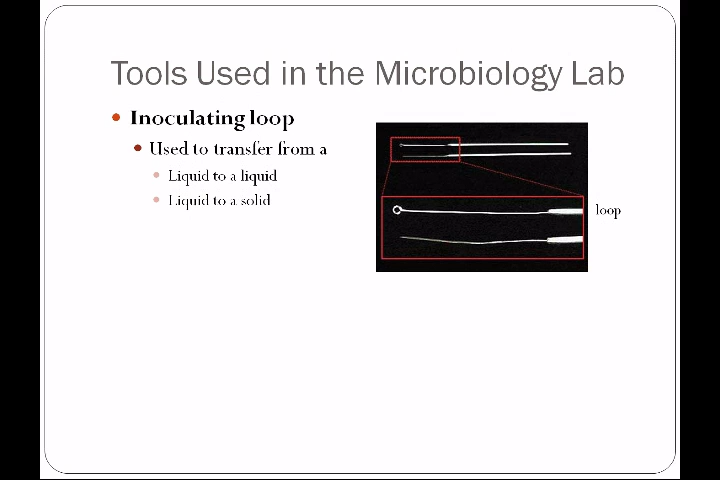 Tools Used in the Microbiology Lab
Inoculating loop
Used to transfer from a
Liquid to a liquid
Liquid to a solid
loop